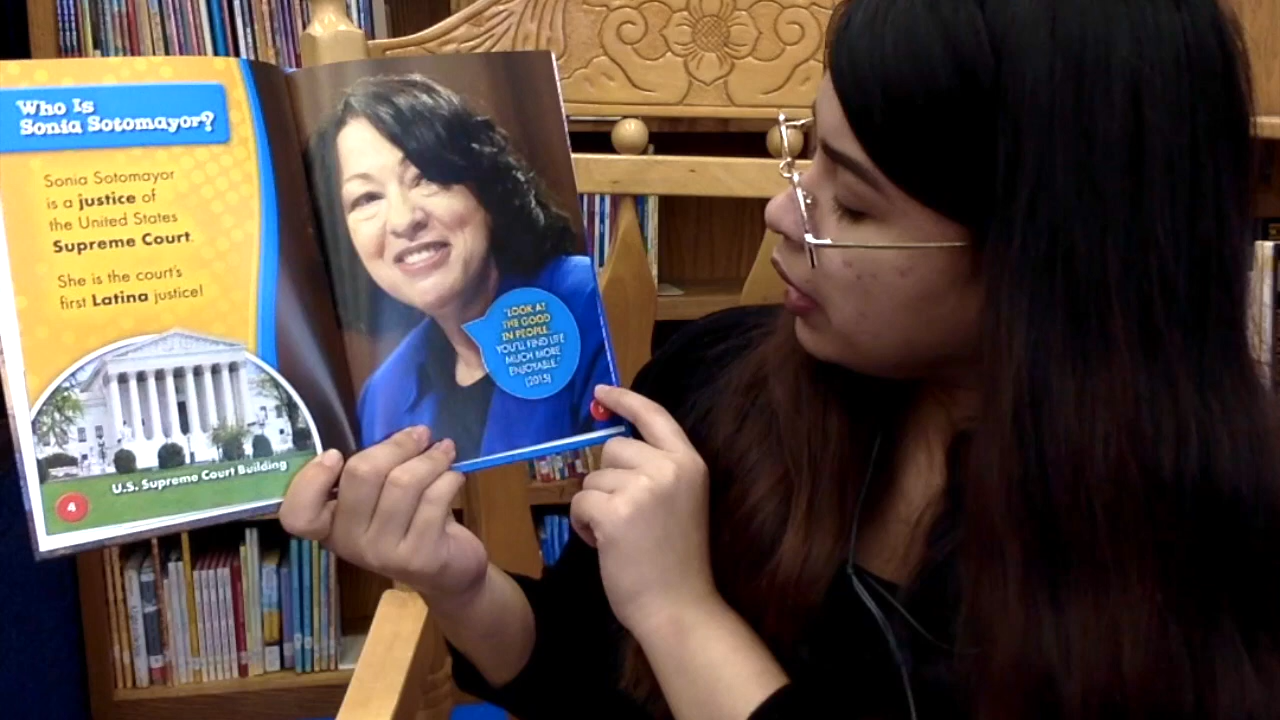 Who Is
Sonia Sotomayor?
Sonia Sotomayor
is a justice of
the United States
Supreme Court.
She is the court's
first Latina justice!
U.S. Supreme Court Building
4
"LOOK AT
THE GOOD
IN PEOPLE.
YOU'LL FIND LIFE
MUCH MORE
ENJOYABLE."
(2015)
5